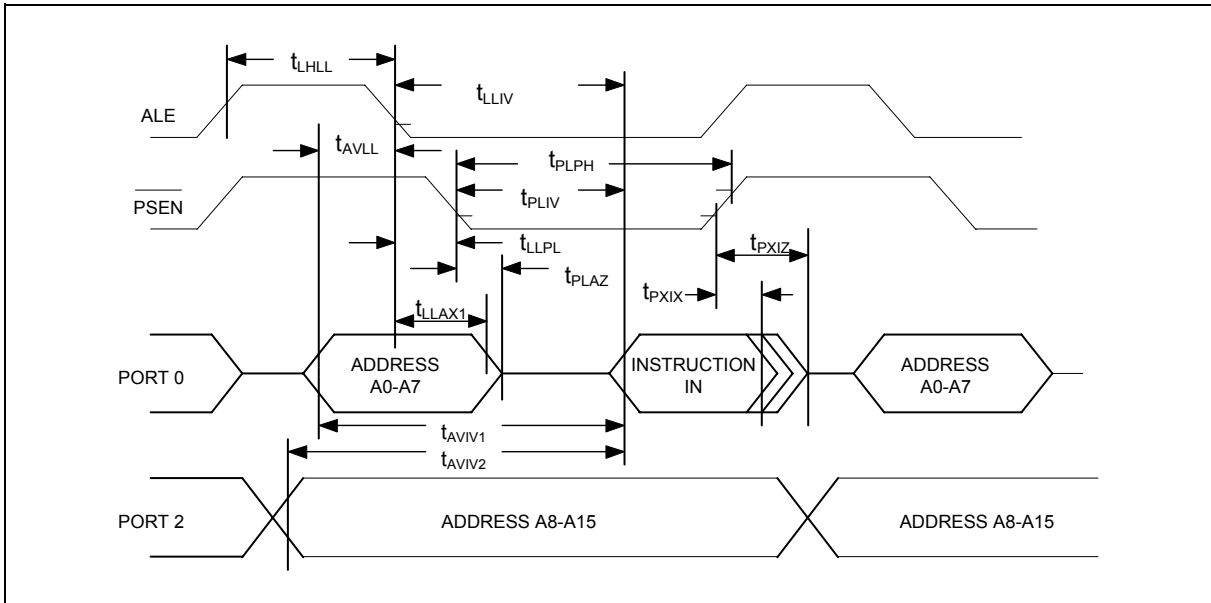 tLHLL
tLLIV
ALE
tAVLL
tPLPH
PSEN
tPLIV
tLLPL
tPXIZ
tPLAZ
tPXIX
tLLAX1
PORT 0
ADDRESS
A0-A7
INSTRUCTION
IN
ADDRESS
A0-A7
tAVIV1
tAVIV2
PORT 2
ADDRESS A8-A15
ADDRESS A8-A15